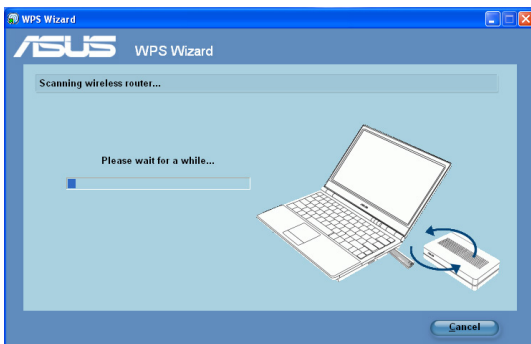 WPS Wizard
ASUS WPS Wizard
Scanning wireless router...
Please wait for a while...
Cancel